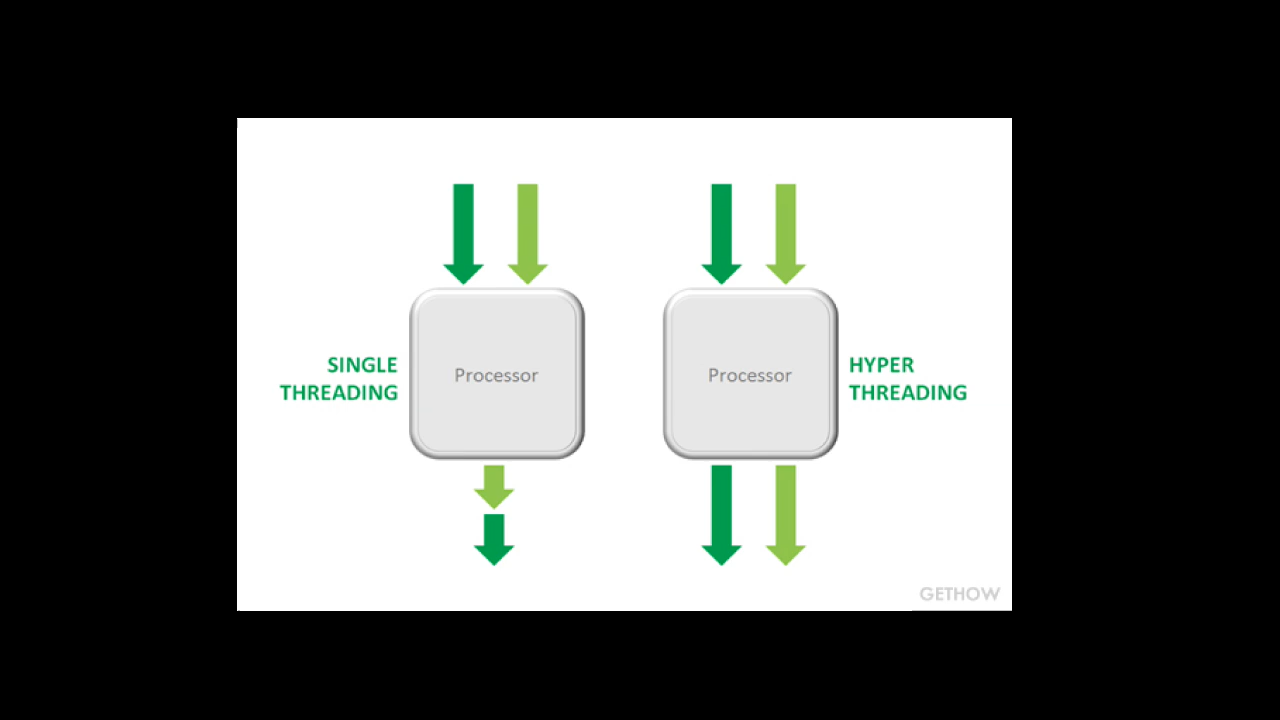 SINGLE
THREADING
Processor
Processor
HYPER
THREADING
GETHOW